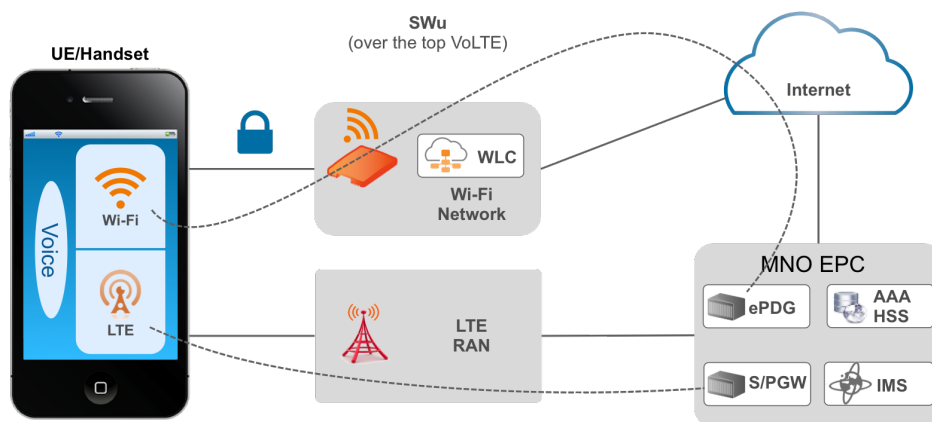 SWu
(over the top VoLTE)
UE/Handset
Internet
WLC
Wi-Fi
Network
Wi-Fi
Voice
LTE
LTE
RAN
MNO EPC
ePDG
AAA
HSS
S/PGW
IMS